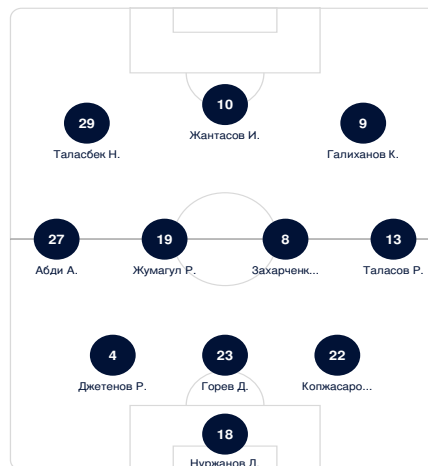 10
29
9
Жантасов И.
Таласбек Н.
Галиханов К.
27
19
8
13
Абди А.
Жумагул Р.
Захарченк...
Таласов Р.
4
23
22
Джетенов Р.
Горев Д.
Копжасаро...
18
Нуржанов Д.